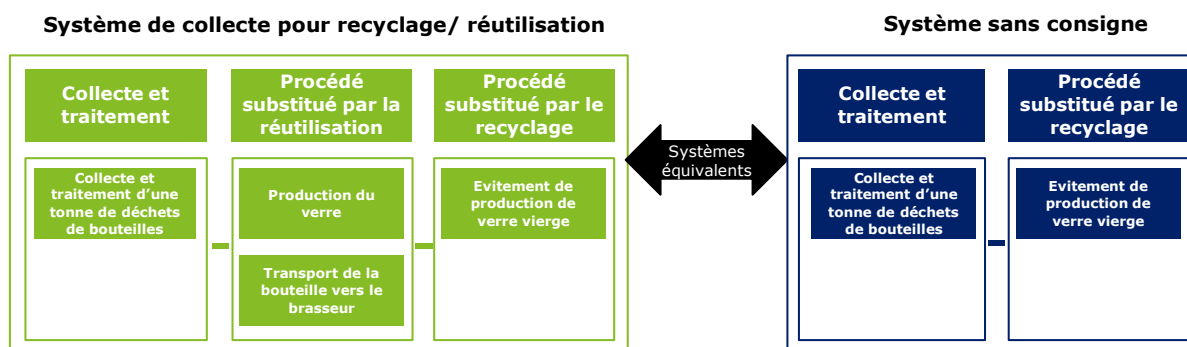 Système de collecte pour recyclage/ réutilisation
Système sans consigne
Collecte et
traitement
Procédé
substitué par la
réutilisation
Procédé
substitué par le
recyclage
Collecte et
traitement d’une
tonne de déchets
de bouteilles
Production du
verre
Transport de la
bouteille vers le
brasseur
Evitement de
production de
verre vierge
Systèmes
équivalents
Collecte et
traitement
Procédé
substitué par le
recyclage
Collecte et
traitement d’une
tonne de déchets
de bouteilles
Evitement de
production de
verre vierge